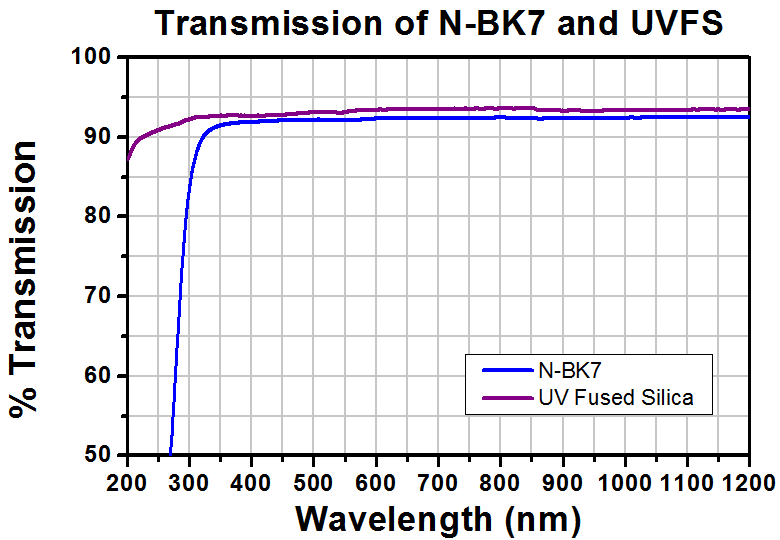 Transmission of N-BK7 and UVFS
100
90
80
70
60
50
% Transmission
N-BK7
UV Fused Silica
200 300 400 500 600 700 800 900 1000 1100 1200
Wavelength (nm)